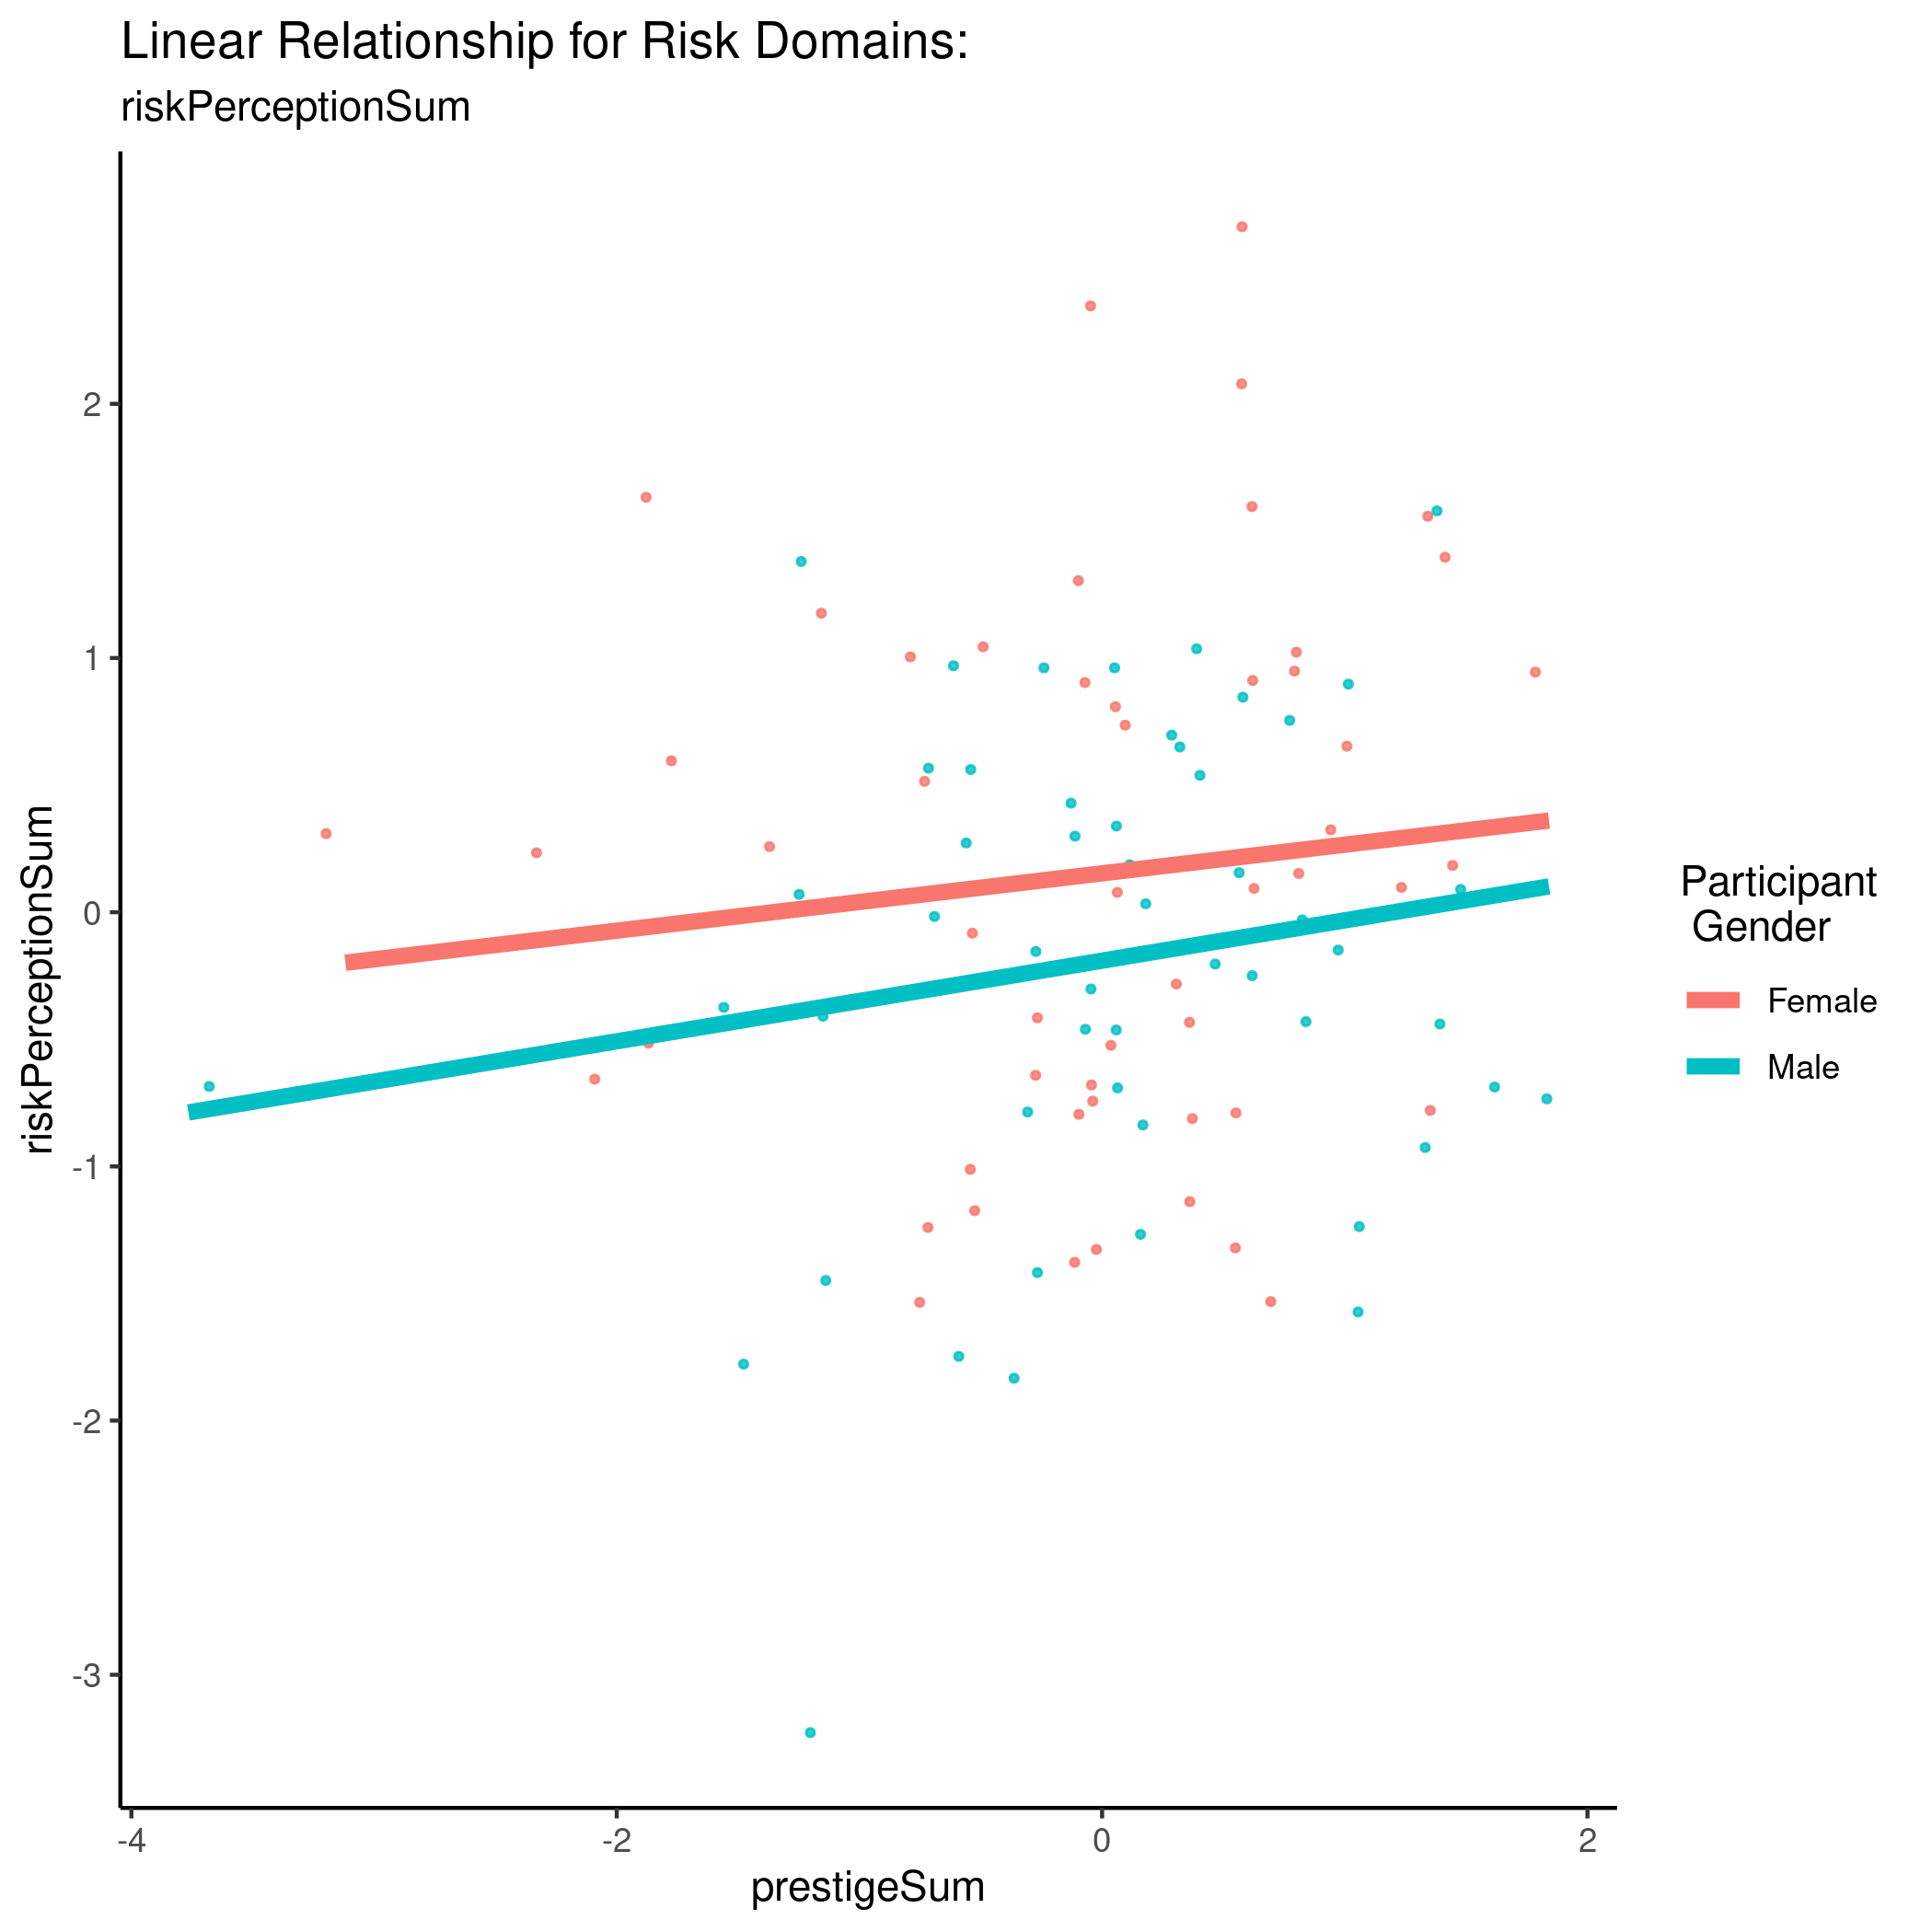 Linear Relationship for Risk Domains:
riskPerceptionSum
riskPerceptionSum
2
1
0
-1
-2
-3
-4
-2
0
2
prestigeSum
Participant
Gender
Female
Male